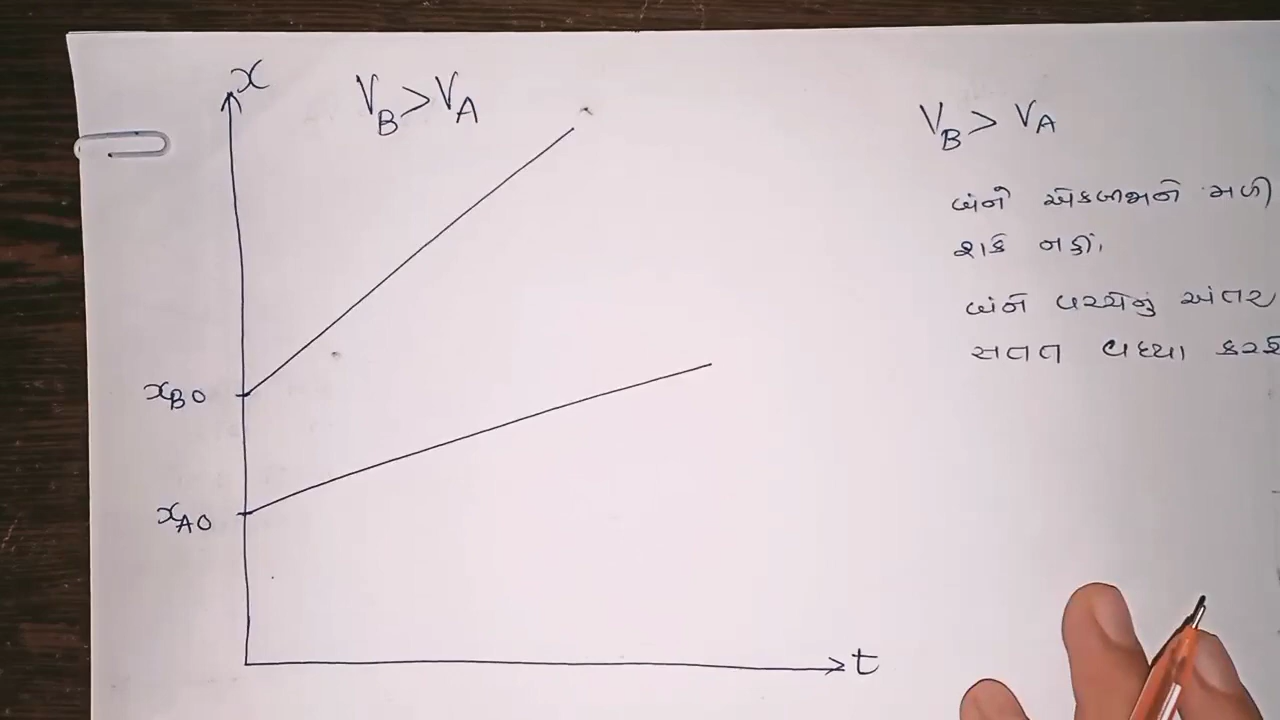 x
V_B > V_A
x_B0
x_A0
t
V_B > V_A
બંને એકબીજાને મળી
શકે નહીં.
બંને વચ્ચેનું અંતર
સતત વધ્યા કરશે